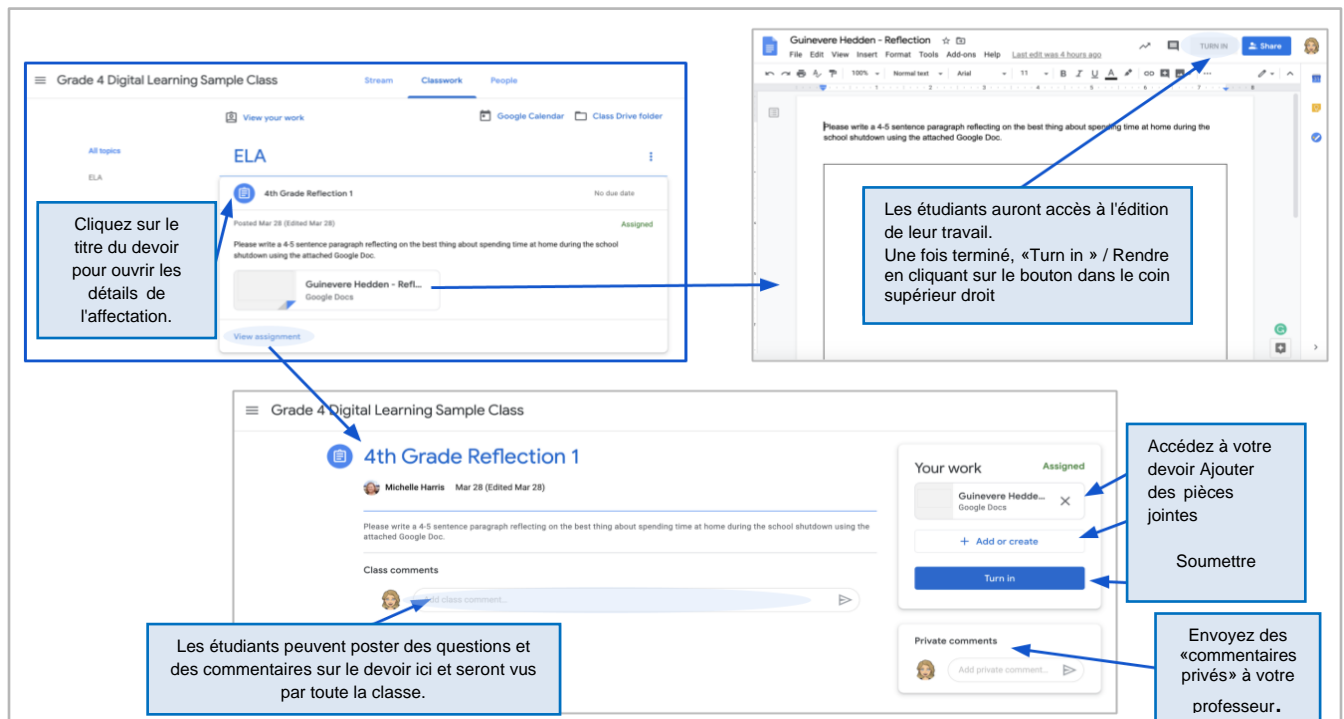 Grade 4 Digital Learning Sample Class
Stream
Classwork
People
View your work
Google Calendar
Class Drive folder
All topics
ELA
ELA
4th Grade Reflection 1
No due date
Posted Mar 28 (Edited Mar 28)
Assigned
Please write a 4-5 sentence paragraph reflecting on the best thing about spending time at home during the school
shutdown using the attached Google Doc.
Guinevere Hedden - Refl...
Google Docs
View assignment
Cliquez sur le
titre du devoir
pour ouvrir les
détails de
l'affectation.
Guinevere Hedden - Reflection
TURN IN
Share
File Edit View Insert Format Tools Add-ons Help Last edit was 4 hours ago
100% Normal text Arial 11 B I U A
1 2 3 4 5 6 7 8
Please write a 4-5 sentence paragraph reflecting on the best thing about spending time at home during the
school shutdown using the attached Google Doc.
Les étudiants auront accès à l'édition
de leur travail.
Une fois terminé, «Turn in » / Rendre
en cliquant sur le bouton dans le coin
supérieur droit
Grade 4 Digital Learning Sample Class
4th Grade Reflection 1
Michelle Harris Mar 28 (Edited Mar 28)
Please write a 4-5 sentence paragraph reflecting on the best thing about spending time at home during the school shutdown using the
attached Google Doc.
Class comments
Add class comment...
Les étudiants peuvent poster des questions et
des commentaires sur le devoir ici et seront vus
par toute la classe.
Your work
Assigned
Guinevere Hedde...
Google Docs
+ Add or create
Turn in
Private comments
Add private comment...
Accédez à votre
devoir Ajouter
des pièces
jointes
Soumettre
Envoyez des
«commentaires
privés» à votre
professeur.